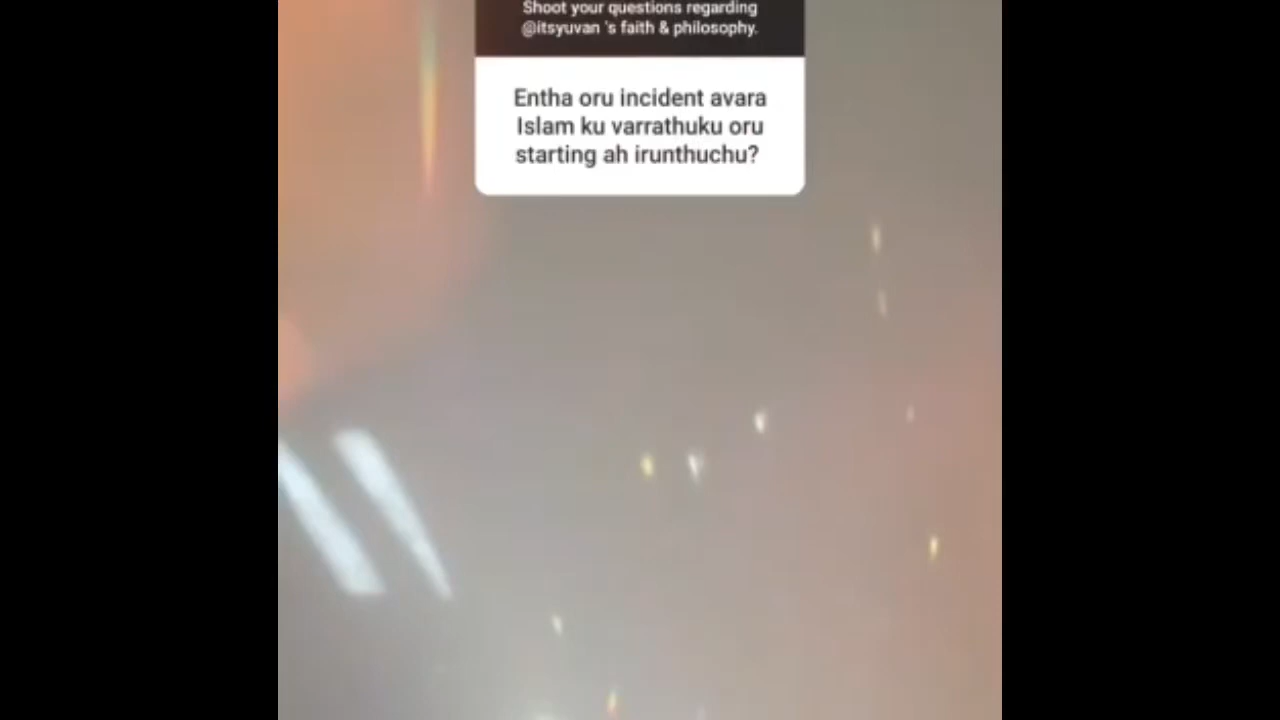 Shoot your questions regarding
@itsyuvan 's faith & philosophy.
Entha oru incident avara
Islam ku varrathuku oru
starting ah irunthuchu?